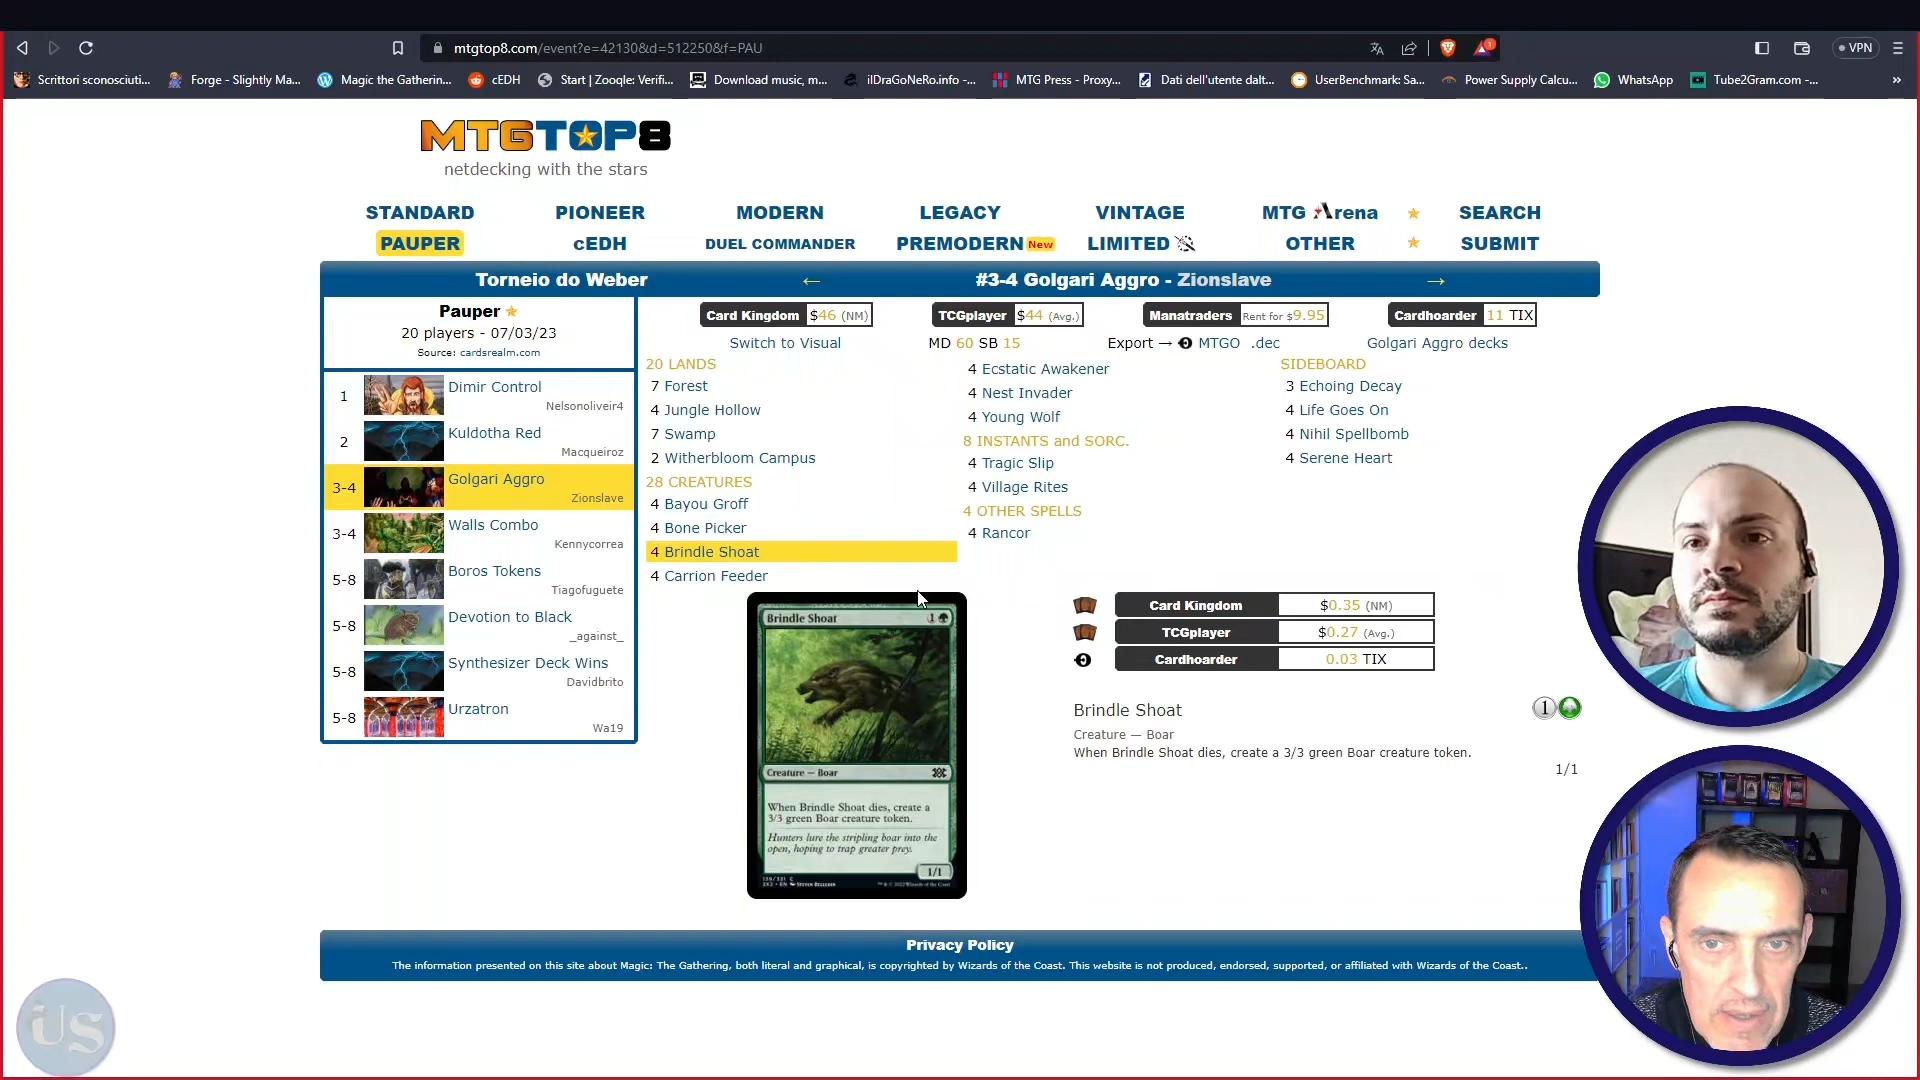 mtgtop8.com/event?e=42130&d=512250&f=PAU
1
VPN
Scrittori sconosciuti...
Forge - Slightly Ma...
Magic the Gatherin...
cEDH
Start | Zooqle: Verifi...
Download music, m...
ilDraGoNeRo.info -...
MTG Press - Proxy...
Dati dell'utente dalt...
UserBenchmark: Sa...
Power Supply Calcu...
WhatsApp
Tube2Gram.com -...
MTGTOP8
netdecking with the stars
STANDARD
PIONEER
MODERN
LEGACY
VINTAGE
MTG Arena
SEARCH
PAUPER
cEDH
DUEL COMMANDER
PREMODERN New
LIMITED
OTHER
SUBMIT
Torneio do Weber
←
#3-4 Golgari Aggro - Zionslave
→
Pauper
20 players - 07/03/23
Source: cardsrealm.com
1
Dimir Control
Nelsonoliveir4
2
Kuldotha Red
Macqueiroz
3-4
Golgari Aggro
Zionslave
3-4
Walls Combo
Kennycorrea
5-8
Boros Tokens
Tiagofuguete
5-8
Devotion to Black
_against_
5-8
Synthesizer Deck Wins
Davidbrito
5-8
Urzatron
Wa19
Card Kingdom $46 (NM)
TCGplayer $44 (Avg.)
Manatraders Rent for $9.95
Cardhoarder 11 TIX
Switch to Visual
MD 60 SB 15
Export → MTGO .dec
Golgari Aggro decks
20 LANDS
7 Forest
4 Jungle Hollow
7 Swamp
2 Witherbloom Campus
28 CREATURES
4 Bayou Groff
4 Bone Picker
4 Brindle Shoat
4 Carrion Feeder
4 Ecstatic Awakener
4 Nest Invader
4 Young Wolf
8 INSTANTS and SORC.
4 Tragic Slip
4 Village Rites
4 OTHER SPELLS
4 Rancor
SIDEBOARD
3 Echoing Decay
4 Life Goes On
4 Nihil Spellbomb
4 Serene Heart
Brindle Shoat 1
Creature — Boar
When Brindle Shoat dies, create a
3/3 green Boar creature token.
Hunters lure the stripling boar into the
open, hoping to trap greater prey.
1/1
Card Kingdom $0.35 (NM)
TCGplayer $0.27 (Avg.)
Cardhoarder 0.03 TIX
Brindle Shoat
1
Creature — Boar
When Brindle Shoat dies, create a 3/3 green Boar creature token.
1/1
Privacy Policy
The information presented on this site about Magic: The Gathering, both literal and graphical, is copyrighted by Wizards of the Coast. This website is not produced, endorsed, supported, or affiliated with Wizards of the Coast..
US